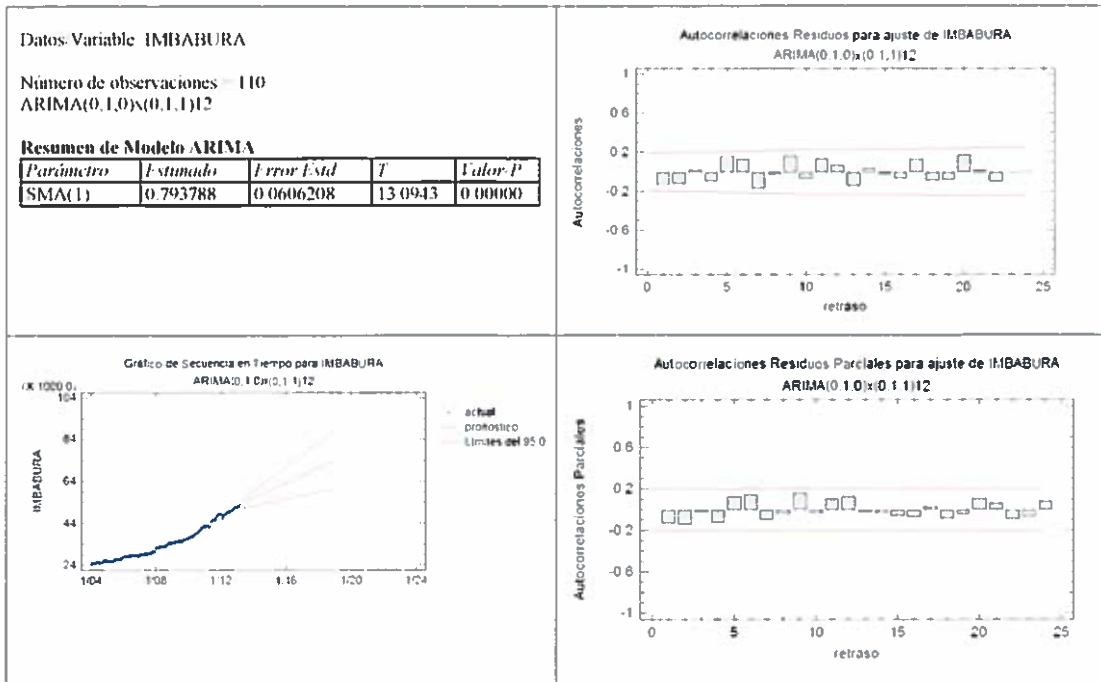 Datos/Variable: IMBABURA
Número de observaciones = 110
ARIMA(0,1,0)x(0,1,1)12
Resumen de Modelo ARIMA
Parámetro Estimado Error Estd T Valor-P
SMA(1) 0.793788 0.0606208 13.0943 0.00000
Autocorrelaciones Residuos para ajuste de IMBABURA
ARIMA(0,1,0)x(0,1,1)12
Autocorrelaciones
1
0.6
0.2
-0.2
-0.6
-1
0 5 10 15 20 25
retraso
Gráfico de Secuencia en Tiempo para IMBABURA
ARIMA(0,1,0)x(0,1,1)12
(X 1000.0)
IMBABURA
104
84
64
44
24
1/04 1/08 1/12 1/16 1/20 1/24
actual
pronóstico
Límites del 95.0
Autocorrelaciones Residuos Parciales para ajuste de IMBABURA
ARIMA(0,1,0)x(0,1,1)12
Autocorrelaciones Parciales
1
0.6
0.2
-0.2
-0.6
-1
0 5 10 15 20 25
retraso